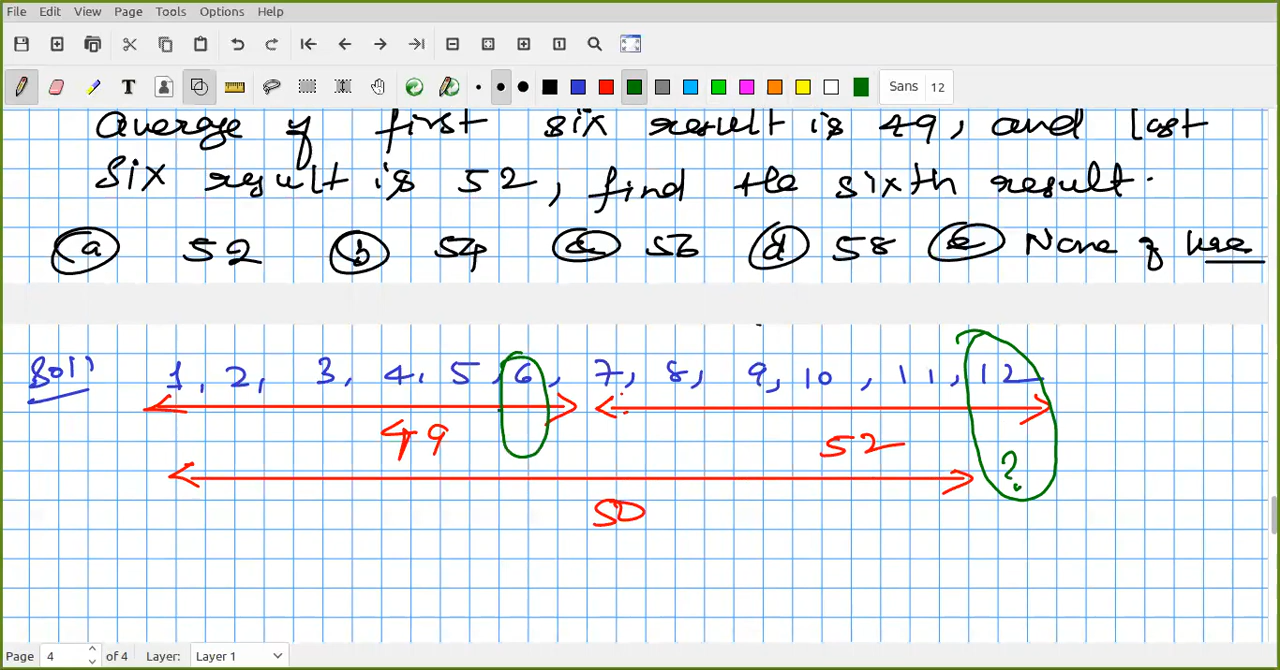 File Edit View Page Tools Options Help
Sans 12
average of first six result is 49, and last
six result is 52, find the sixth result.
a 52 b 54 c 56 d 58 e None of
Soln 1, 2, 3, 4, 5, 6, 7, 8, 9, 10, 11, 12
49 52 ?
50
Page 4 of 4 Layer: Layer 1